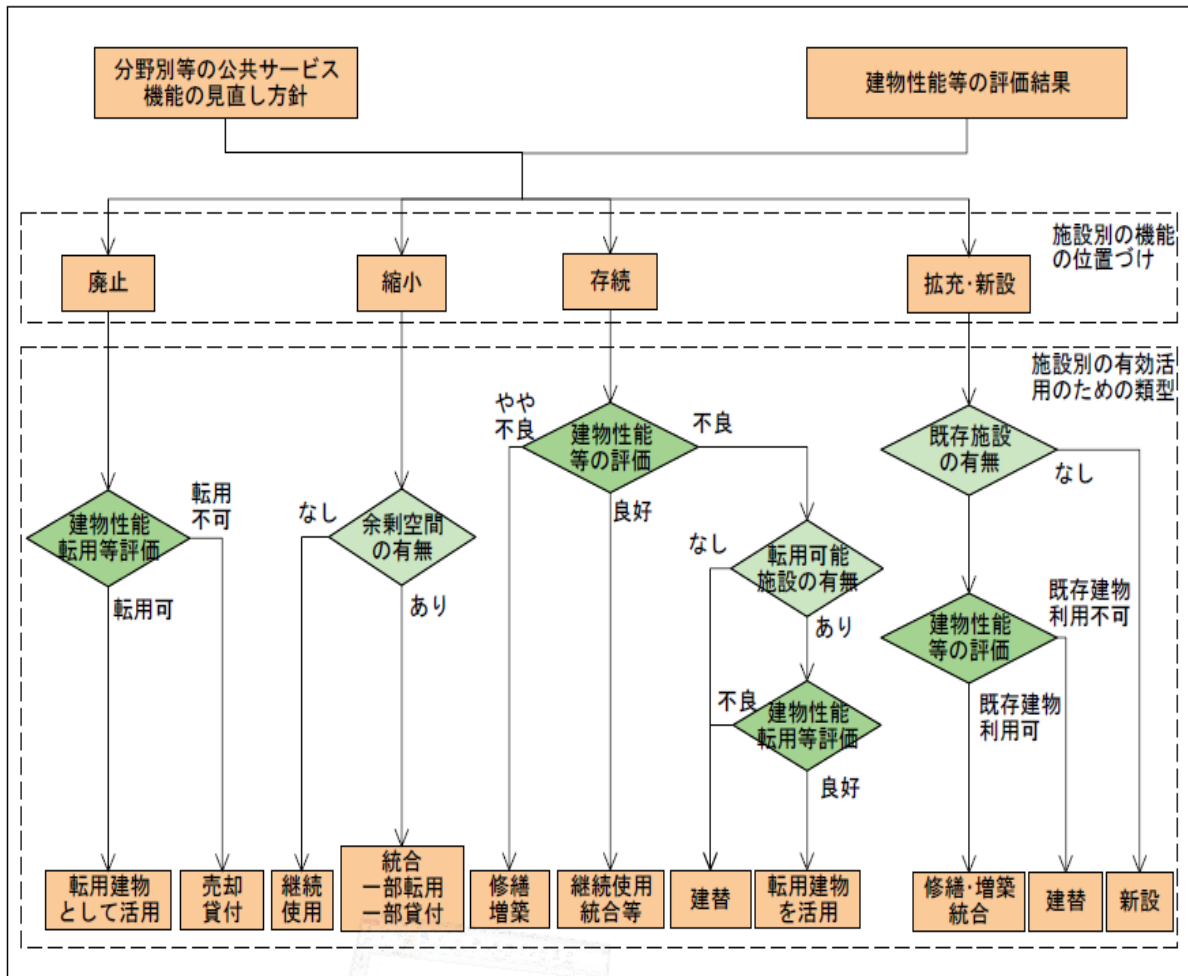 分野別等の公共サービス
機能の見直し方針
建物性能等の評価結果
施設別の機能
の位置づけ
廃止
縮小
存続
拡充・新設
施設別の有効活
用のための類型
やや
不良
建物性能
等の評価
不良
良好
既存施設
の有無
なし
建物性能
転用等評価
転用
不可
転用可
なし
余剰空間
の有無
あり
なし
転用可能
施設の有無
あり
既存建物
利用不可
建物性能
等の評価
既存建物
利用可
不良
建物性能
転用等評価
良好
転用建物
として活用
売却
貸付
継続
使用
統合
一部転用
一部貸付
修繕
増築
継続使用
統合等
建替
転用建物
を活用
修繕・増築
統合
建替
新設